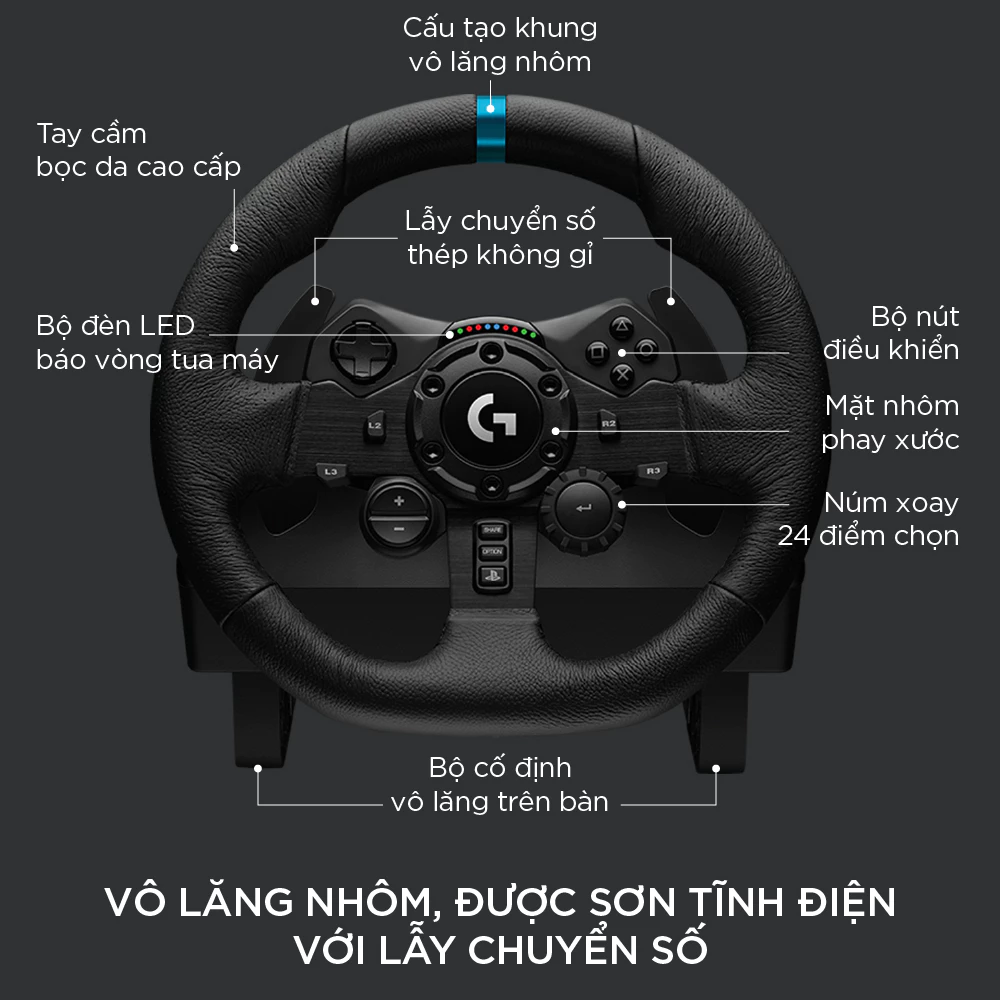 Cấu tạo khung
vô lăng nhôm
Tay cầm
bọc da cao cấp
Lẫy chuyển số
thép không gỉ
Bộ đèn LED
báo vòng tua máy
Bộ nút
điều khiển
Mặt nhôm
phay xước
Núm xoay
24 điểm chọn
L2
R2
L3
R3
+
−
SHARE
OPTION
Bộ cố định
vô lăng trên bàn
VÔ LĂNG NHÔM, ĐƯỢC SƠN TĨNH ĐIỆN
VỚI LẪY CHUYỂN SỐ